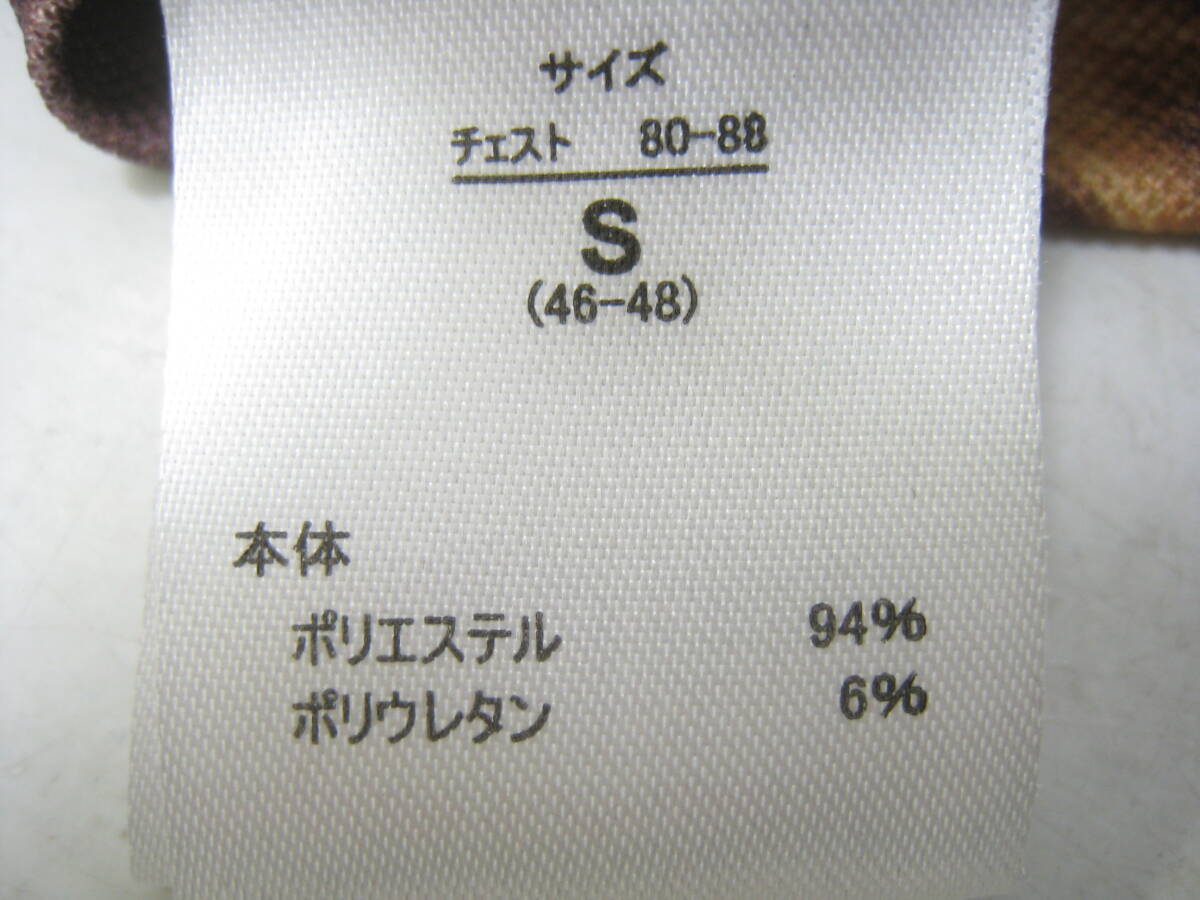 サイズ
チェスト 80-88
S
(46-48)
本体
ポリエステル 94%
ポリウレタン 6%